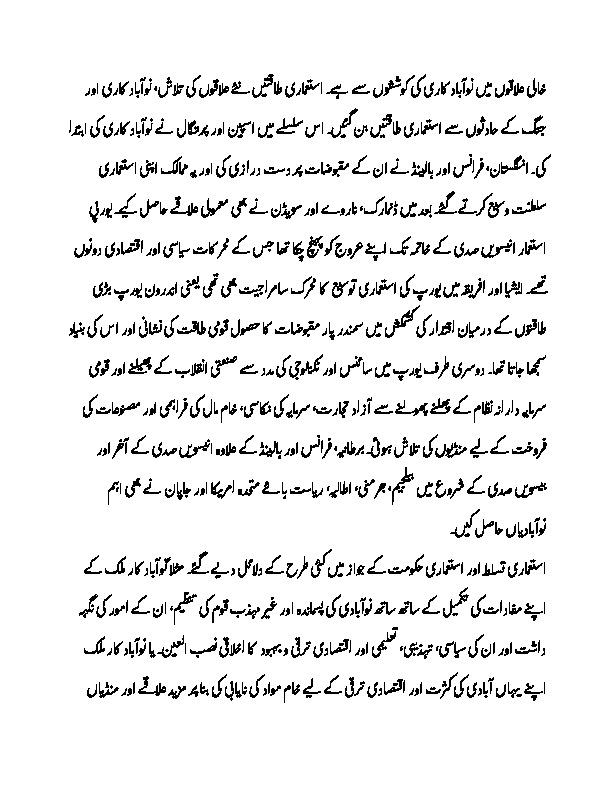 خالی علاقوں میں نوآباد کاری کی کوششوں سے ہے۔ استعماری طاقتیں نئے علاقوں کی تلاش، نوآباد کاری اور
جنگ کے حادثوں سے استعماری طاقتیں بن گئیں۔ اس سلسلے میں اسپین اور پرتگال نے نوآباد کاری کی ابتدا
کی۔ انگلستان، فرانس اور ہالینڈ نے ان کے مقبوضات پر دست درازی کی اور یہ ممالک اپنی استعماری
سلطنت وسیع کرتے گئے۔ بعد میں ڈنمارک، ناروے اور سویڈن نے بھی معمولی علاقے حاصل کیے۔ یورپی
استعمار انیسویں صدی کے خاتمہ تک اپنے عروج کو پہنچ چکا تھا جس کے محرکات سیاسی اور اقتصادی دونوں
تھے۔ ایشیا اور افریقہ میں یورپ کی استعماری توسیع کا محرک سامراجیت بھی تھی یعنی اندرون یورپ بڑی
طاقتوں کے درمیان اقتدار کی کشمکش میں سمندر پار مقبوضات کا حصول قومی طاقت کی نشانی اور اس کی بنیاد
سمجھا جاتا تھا۔ دوسری طرف یورپ میں سائنس اور ٹکنالوجی کی مدد سے صنعتی انقلاب کے پھیلنے اور قومی
سرمایہ دارانہ نظام کے پھلنے پھولنے سے آزاد تجارت، سرمایہ کی نکاسی، خام مال کی فراہمی اور مصنوعات کی
فروخت کے لیے منڈیوں کی تلاش ہوئی۔ برطانیہ، فرانس اور ہالینڈ کے علاوہ انیسویں صدی کے آخر اور
بیسویں صدی کے شروع میں بلجیم، جرمنی، اطالیہ، ریاست ہائے متحدہ امریکا اور جاپان نے بھی اہم
نوآبادیاں حاصل کیں۔
استعماری تسلط اور استعماری حکومت کے جواز میں کئی طرح کے دلائل دیے گئے۔ مثلاً نوآباد کار ملک کے
اپنے مفادات کی تکمیل کے ساتھ ساتھ نوآبادی کی پسماندہ اور غیر مہذب قوم کی تنظیم، ان کے امور کی نگہہ
داشت اور ان کی سیاسی، تہذیبی، تعلیمی اور اقتصادی ترقی و بہبود کا اخلاقی نصب العین۔ یا نوآباد کار ملک
اپنے یہاں آبادی کی کثرت اور اقتصادی ترقی کے لیے خام مواد کی نایابی کی بنا پر مزید علاقے اور منڈیاں